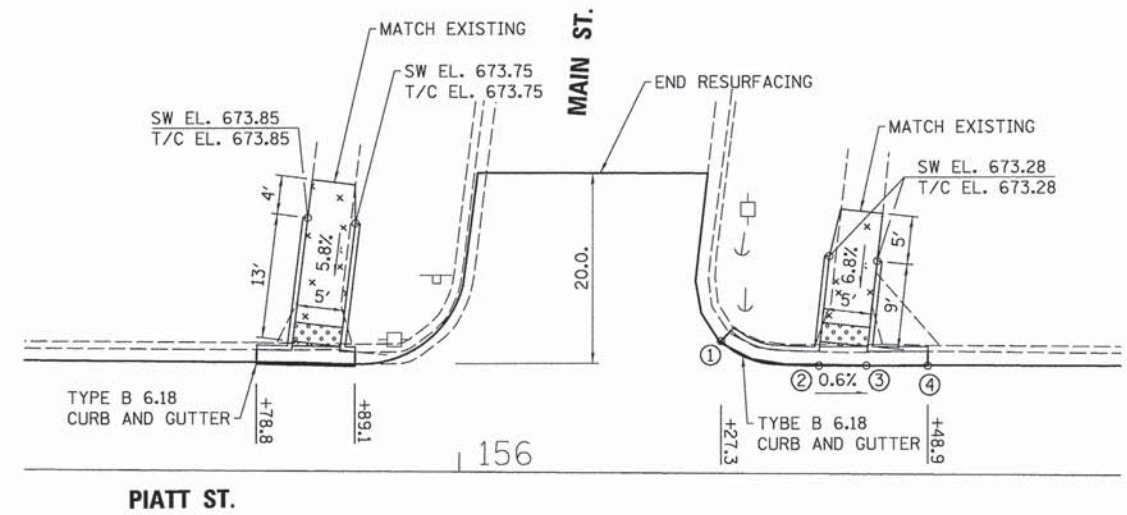 MATCH EXISTING
MAIN ST.
SW EL. 673.75
T/C EL. 673.75
END RESURFACING
SW EL. 673.85
T/C EL. 673.85
MATCH EXISTING
SW EL. 673.28
T/C EL. 673.28
4'
5'
13'
5.8%
20.0.
6.8%
9'
5'
5'
1
2
0.6%
3
4
TYPE B 6.18
CURB AND GUTTER
+78.8
+89.1
+27.3
TYBE B 6.18
CURB AND GUTTER
+48.9
156
PIATT ST.